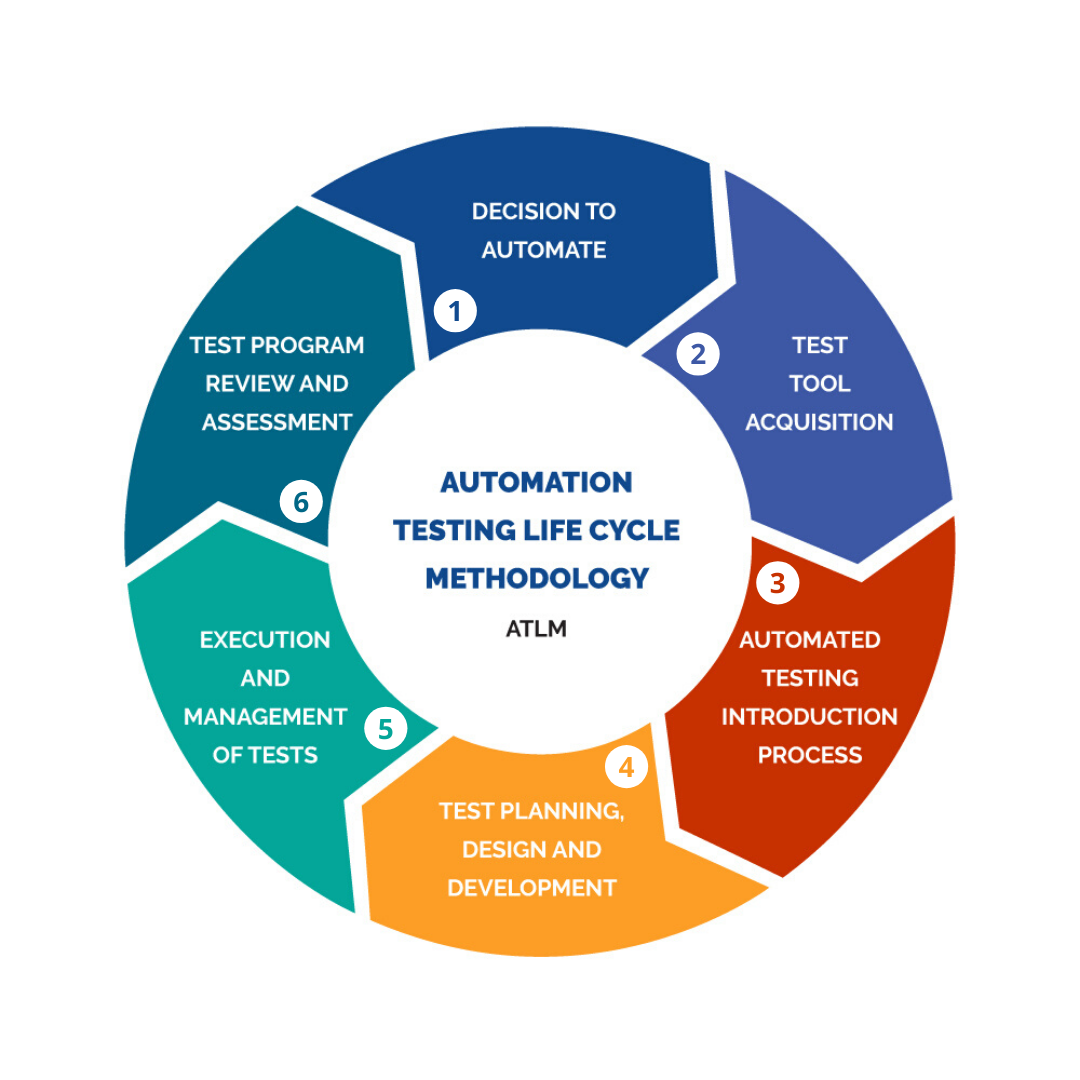 DECISION TO
AUTOMATE
1
2
TEST
TOOL
ACQUISITION
3
AUTOMATED
TESTING
INTRODUCTION
PROCESS
4
TEST PLANNING,
DESIGN AND
DEVELOPMENT
5
EXECUTION
AND
MANAGEMENT
OF TESTS
6
TEST PROGRAM
REVIEW AND
ASSESSMENT
AUTOMATION
TESTING LIFE CYCLE
METHODOLOGY
ATLM